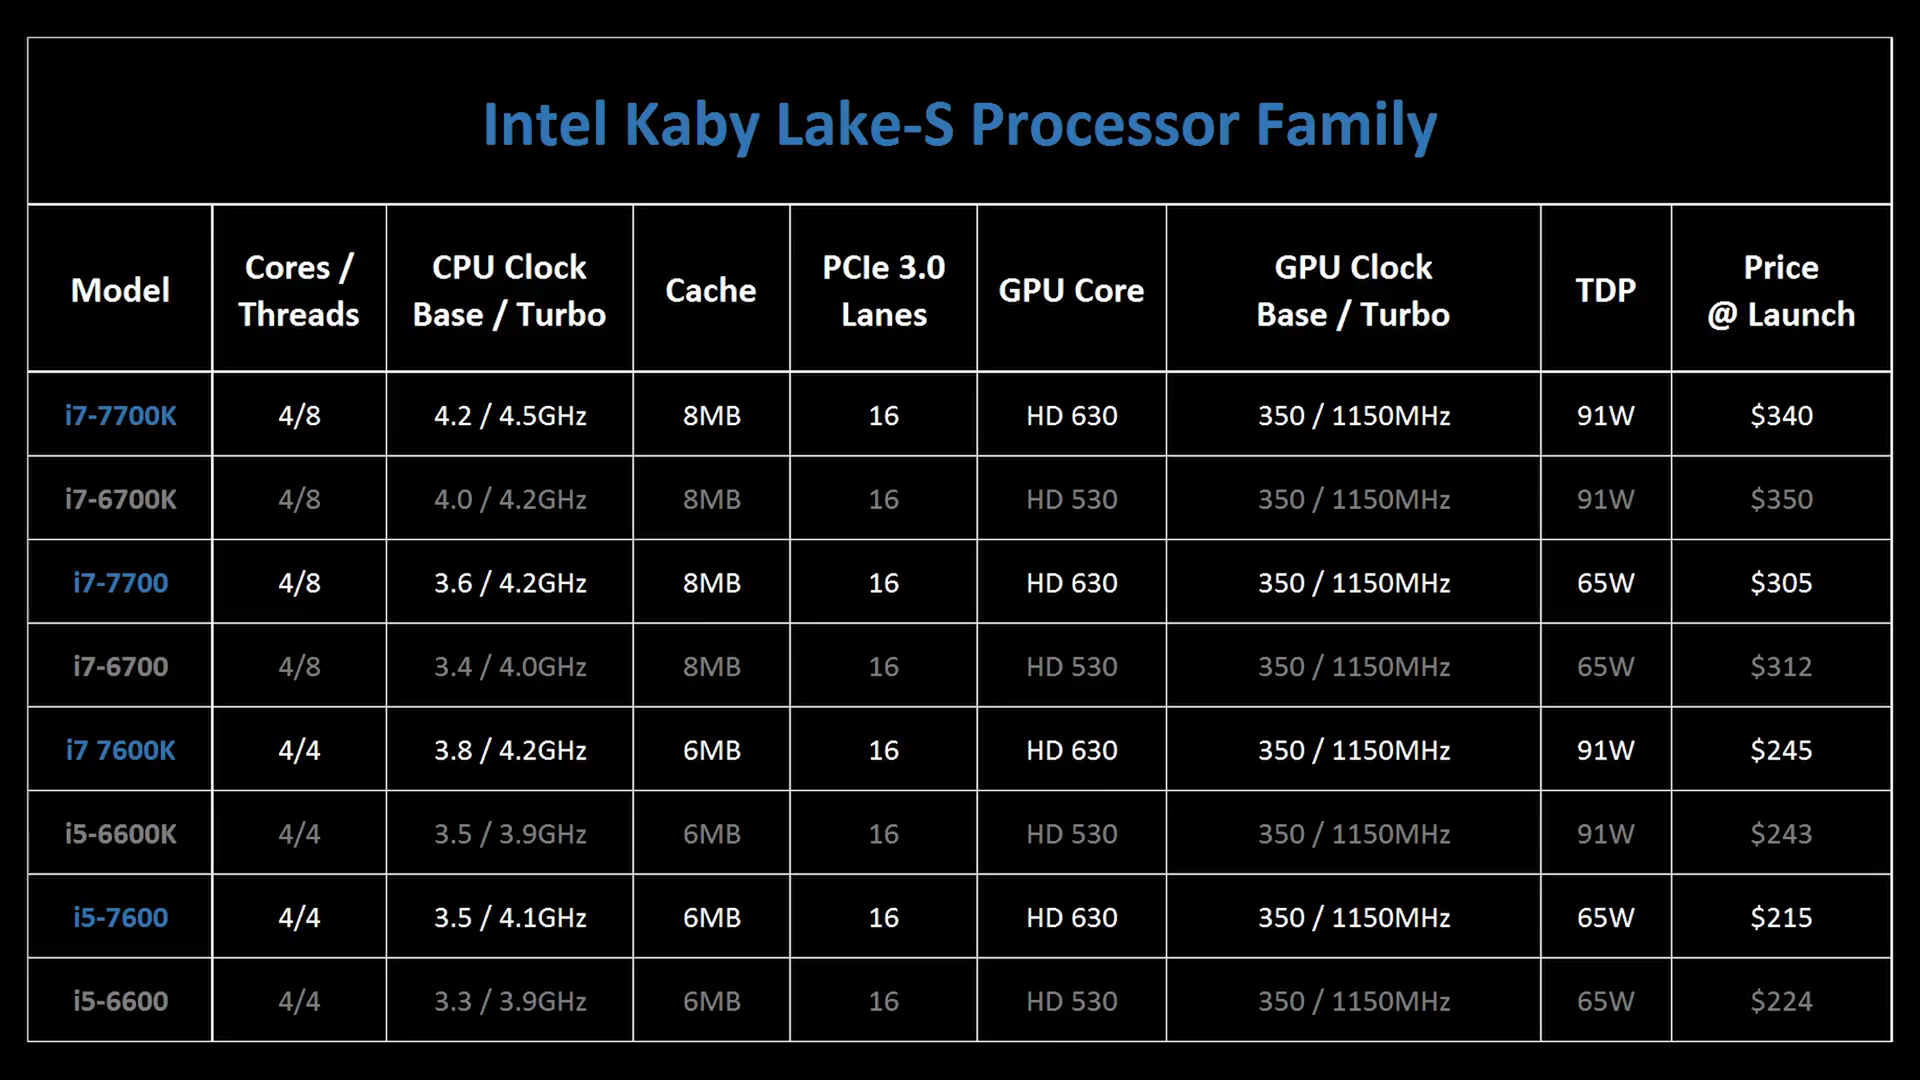 Intel Kaby Lake-S Processor Family
Model
Cores /
Threads
CPU Clock
Base / Turbo
Cache
PCIe 3.0
Lanes
GPU Core
GPU Clock
Base / Turbo
TDP
Price
@ Launch
i7-7700K 4/8 4.2 / 4.5GHz 8MB 16 HD 630 350 / 1150MHz 91W $340
i7-6700K 4/8 4.0 / 4.2GHz 8MB 16 HD 530 350 / 1150MHz 91W $350
i7-7700 4/8 3.6 / 4.2GHz 8MB 16 HD 630 350 / 1150MHz 65W $305
i7-6700 4/8 3.4 / 4.0GHz 8MB 16 HD 530 350 / 1150MHz 65W $312
i7 7600K 4/4 3.8 / 4.2GHz 6MB 16 HD 630 350 / 1150MHz 91W $245
i5-6600K 4/4 3.5 / 3.9GHz 6MB 16 HD 530 350 / 1150MHz 91W $243
i5-7600 4/4 3.5 / 4.1GHz 6MB 16 HD 630 350 / 1150MHz 65W $215
i5-6600 4/4 3.3 / 3.9GHz 6MB 16 HD 530 350 / 1150MHz 65W $224